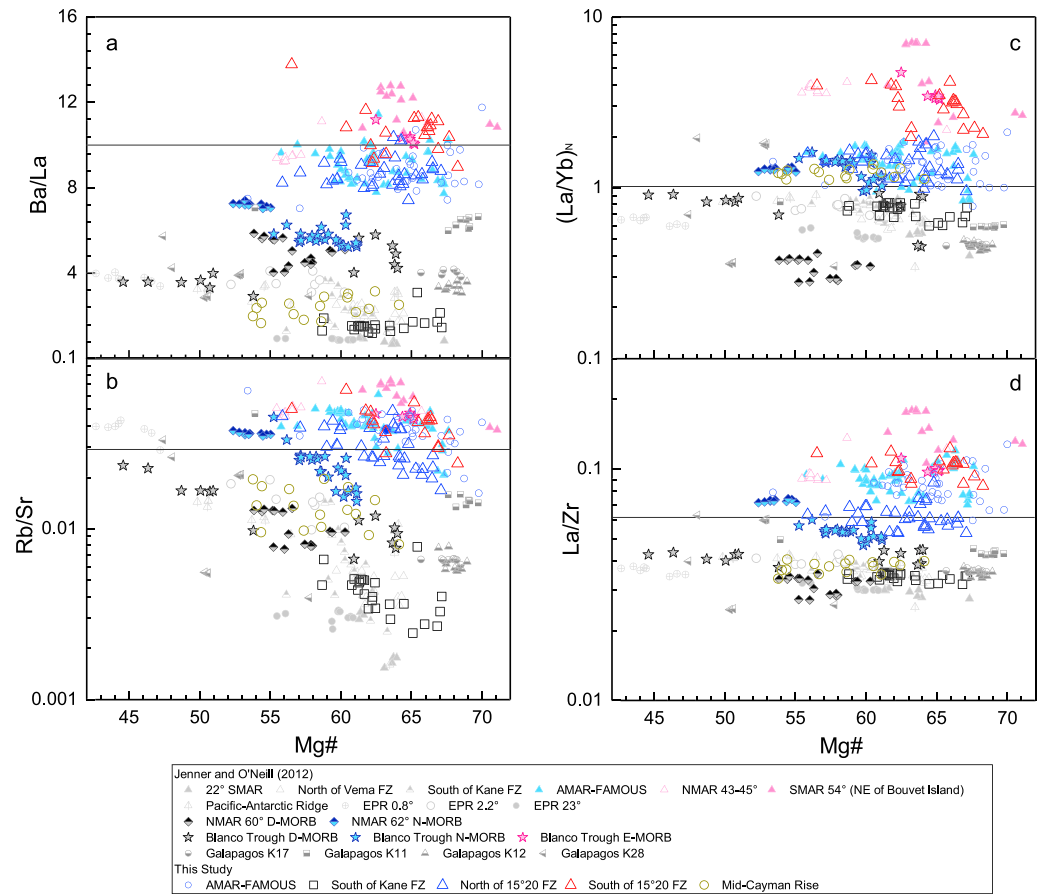 16
a
12
Ba/La
8
4
0.1
b
Rb/Sr
0.01
0.001
45 50 55 60 65 70
Mg#
10
c
(La/Yb)N
1
0.1
d
La/Zr
0.1
0.01
45 50 55 60 65 70
Mg#
Jenner and O'Neill (2012)
22° SMAR North of Vema FZ South of Kane FZ AMAR-FAMOUS NMAR 43-45° SMAR 54° (NE of Bouvet Island)
Pacific-Antarctic Ridge EPR 0.8° EPR 2.2° EPR 23°
NMAR 60° D-MORB NMAR 62° N-MORB
Blanco Trough D-MORB Blanco Trough N-MORB Blanco Trough E-MORB
Galapagos K17 Galapagos K11 Galapagos K12 Galapagos K28
This Study
AMAR-FAMOUS South of Kane FZ North of 15°20 FZ South of 15°20 FZ Mid-Cayman Rise